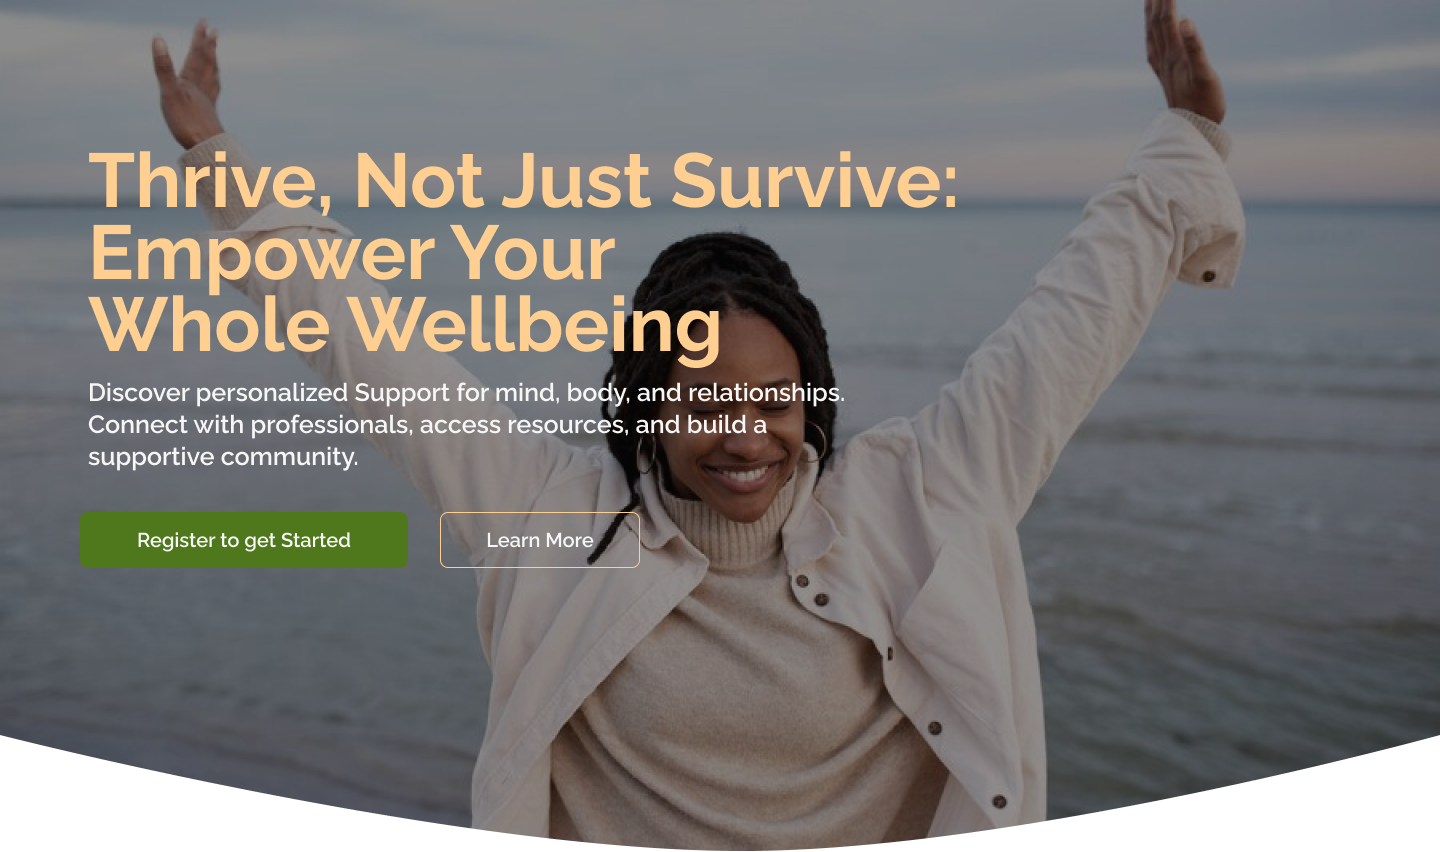 Thrive, Not Just Survive:
Empower Your
Whole Wellbeing
Discover personalized Support for mind, body, and relationships.
Connect with professionals, access resources, and build a
supportive community.
Register to get Started
Learn More